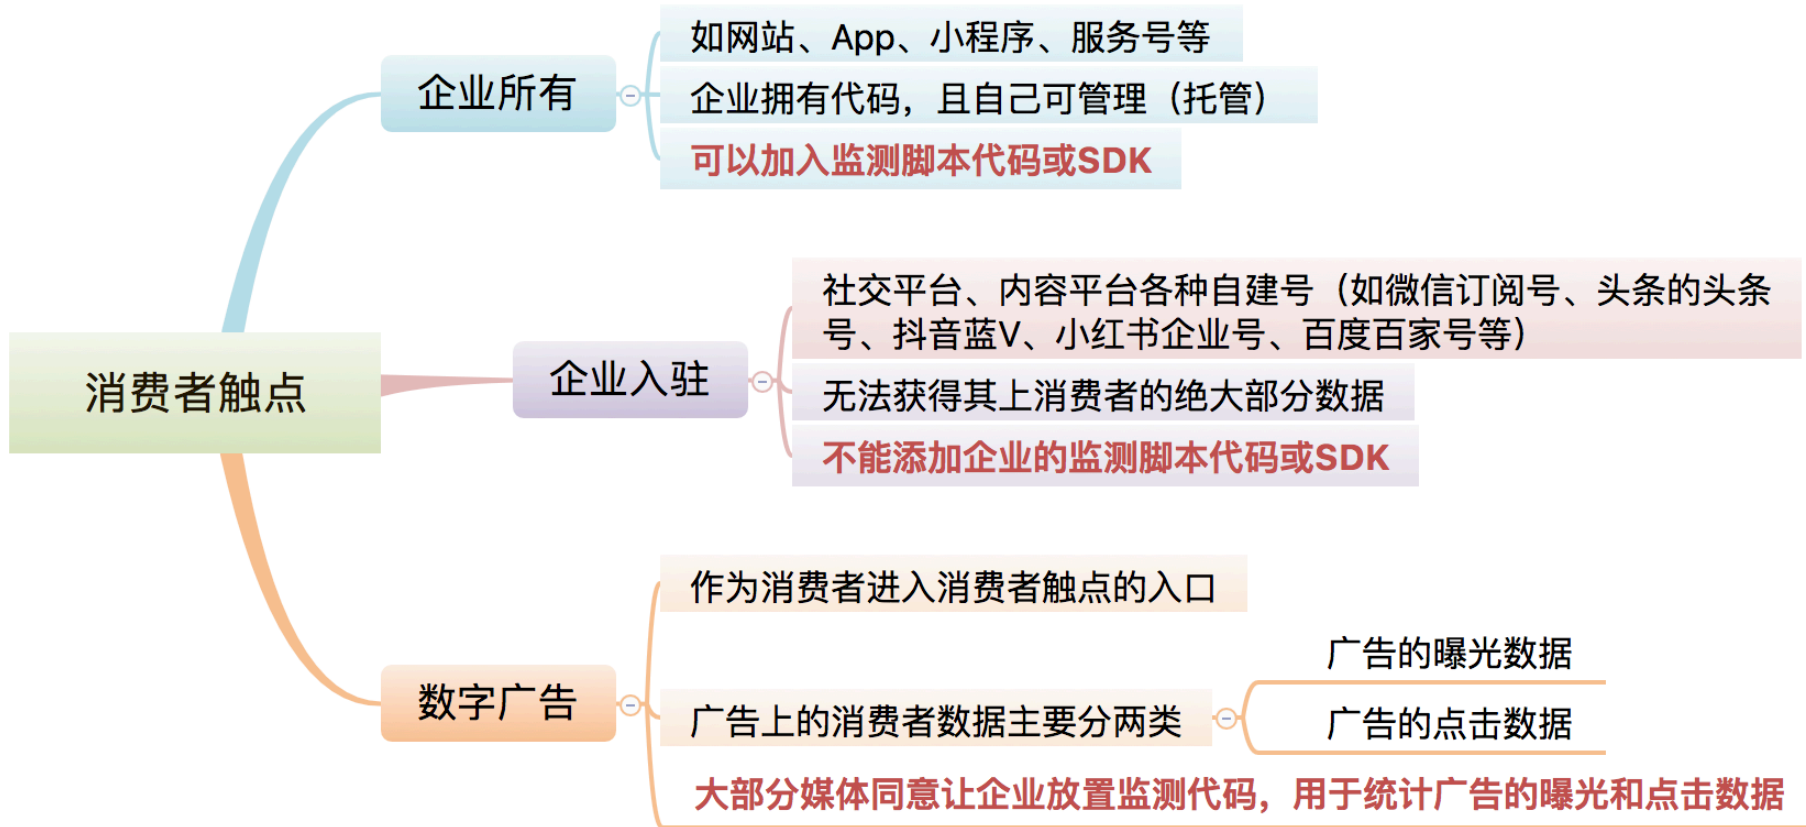 消费者触点
企业所有
如网站、App、小程序、服务号等
企业拥有代码，且自己可管理（托管）
可以加入监测脚本代码或SDK
企业入驻
社交平台、内容平台各种自建号（如微信订阅号、头条的头条
号、抖音蓝V、小红书企业号、百度百家号等）
无法获得其上消费者的绝大部分数据
不能添加企业的监测脚本代码或SDK
数字广告
作为消费者进入消费者触点的入口
广告上的消费者数据主要分两类
广告的曝光数据
广告的点击数据
大部分媒体同意让企业放置监测代码，用于统计广告的曝光和点击数据